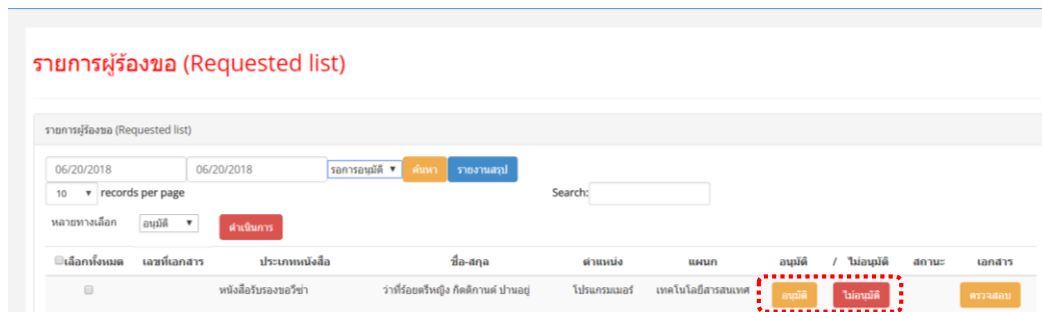 รายการผู้ร้องขอ (Requested list)
รายการผู้ร้องขอ (Requested list)
06/20/2018 06/20/2018 รอการอนุมัติ ค้นหา รายงานสรุป
10 records per page Search:
หลายทางเลือก อนุมัติ ดำเนินการ
เลือกทั้งหมด เลขที่เอกสาร ประเภทหนังสือ ชื่อ-สกุล ตำแหน่ง แผนก อนุมัติ / ไม่อนุมัติ สถานะ เอกสาร
หนังสือรับรองขอวีซ่า ว่าที่ร้อยตรีหญิง กิตติกานต์ ปานอยู่ โปรแกรมเมอร์ เทคโนโลยีสารสนเทศ อนุมัติ ไม่อนุมัติ ตรวจสอบ